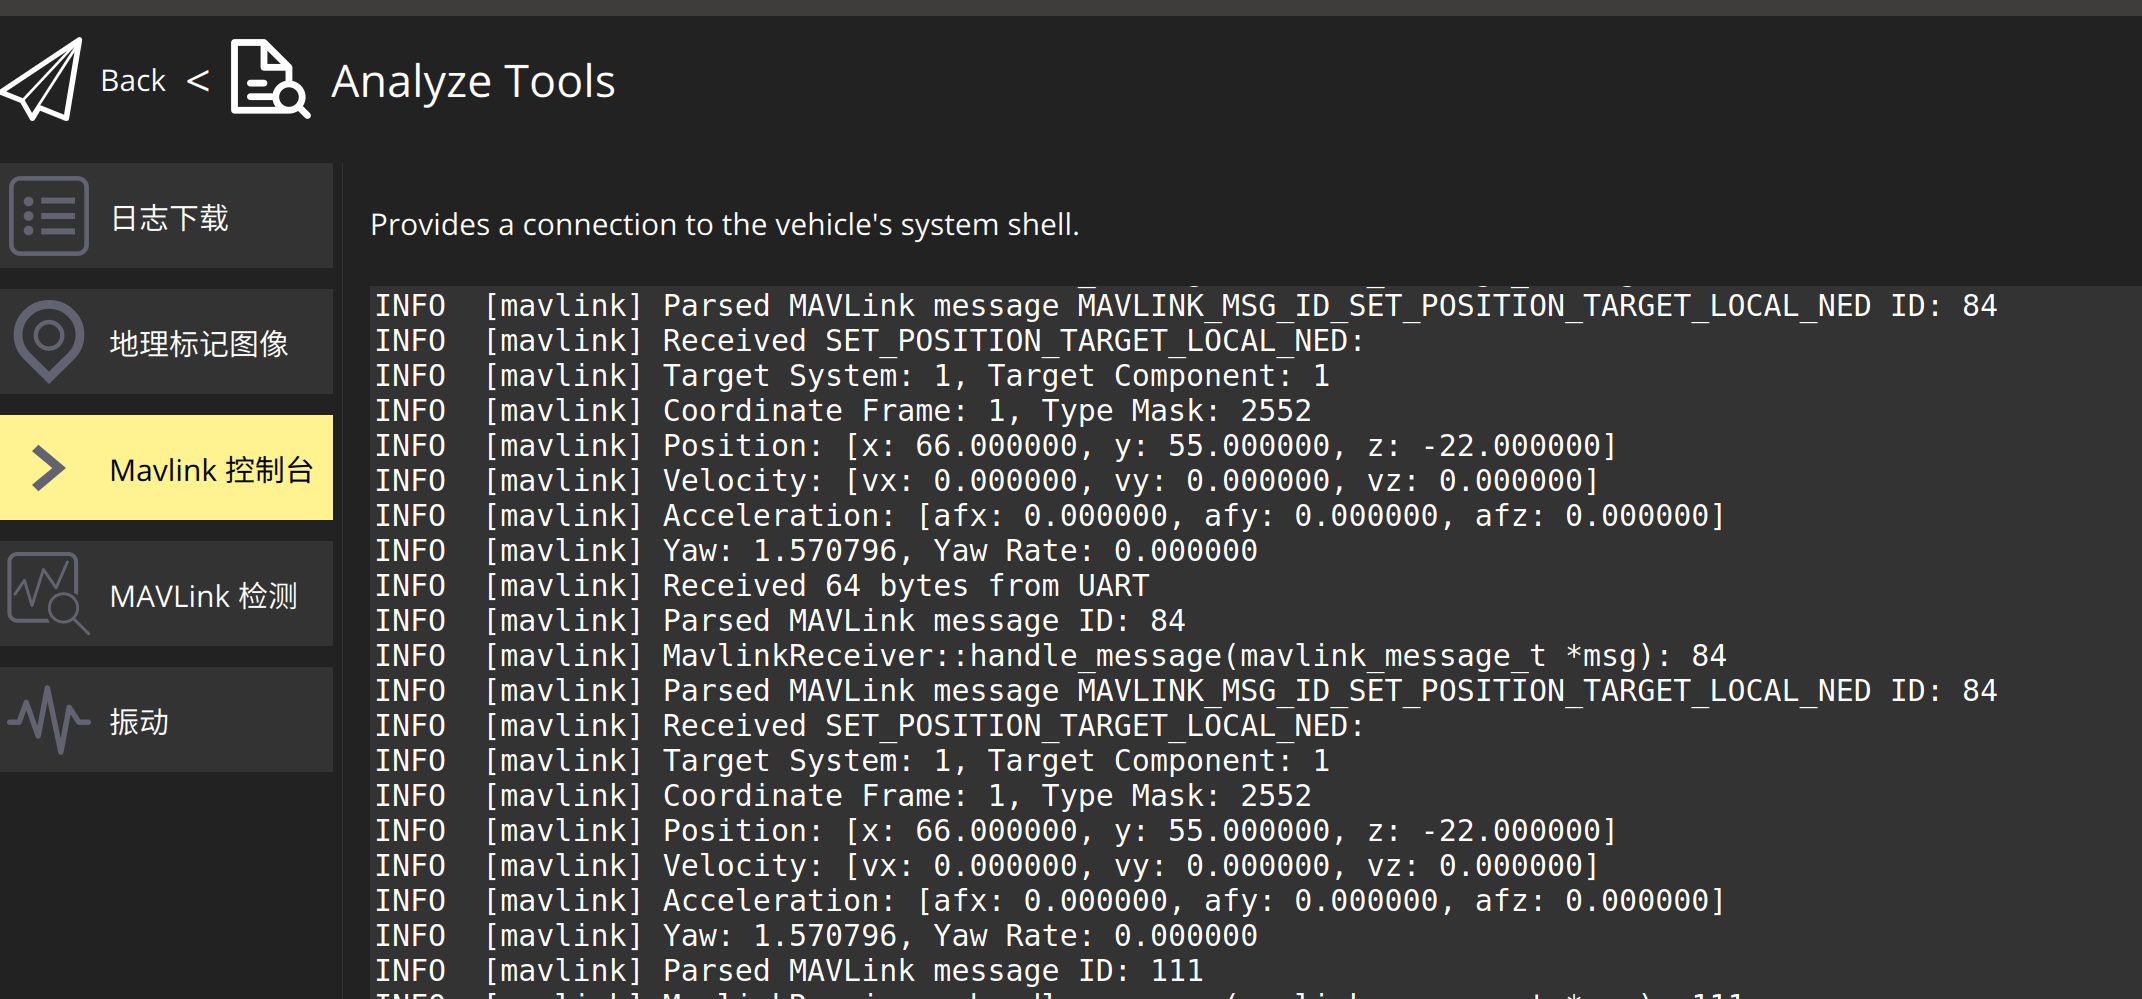 Back < Analyze Tools
日志下载
地理标记图像
Mavlink 控制台
MAVLink 检测
振动
Provides a connection to the vehicle's system shell.
INFO  [mavlink] Parsed MAVLink message MAVLINK_MSG_ID_SET_POSITION_TARGET_LOCAL_NED ID: 84
INFO  [mavlink] Received SET_POSITION_TARGET_LOCAL_NED:
INFO  [mavlink] Target System: 1, Target Component: 1
INFO  [mavlink] Coordinate Frame: 1, Type Mask: 2552
INFO  [mavlink] Position: [x: 66.000000, y: 55.000000, z: -22.000000]
INFO  [mavlink] Velocity: [vx: 0.000000, vy: 0.000000, vz: 0.000000]
INFO  [mavlink] Acceleration: [afx: 0.000000, afy: 0.000000, afz: 0.000000]
INFO  [mavlink] Yaw: 1.570796, Yaw Rate: 0.000000
INFO  [mavlink] Received 64 bytes from UART
INFO  [mavlink] Parsed MAVLink message ID: 84
INFO  [mavlink] MavlinkReceiver::handle_message(mavlink_message_t *msg): 84
INFO  [mavlink] Parsed MAVLink message MAVLINK_MSG_ID_SET_POSITION_TARGET_LOCAL_NED ID: 84
INFO  [mavlink] Received SET_POSITION_TARGET_LOCAL_NED:
INFO  [mavlink] Target System: 1, Target Component: 1
INFO  [mavlink] Coordinate Frame: 1, Type Mask: 2552
INFO  [mavlink] Position: [x: 66.000000, y: 55.000000, z: -22.000000]
INFO  [mavlink] Velocity: [vx: 0.000000, vy: 0.000000, vz: 0.000000]
INFO  [mavlink] Acceleration: [afx: 0.000000, afy: 0.000000, afz: 0.000000]
INFO  [mavlink] Yaw: 1.570796, Yaw Rate: 0.000000
INFO  [mavlink] Parsed MAVLink message ID: 111